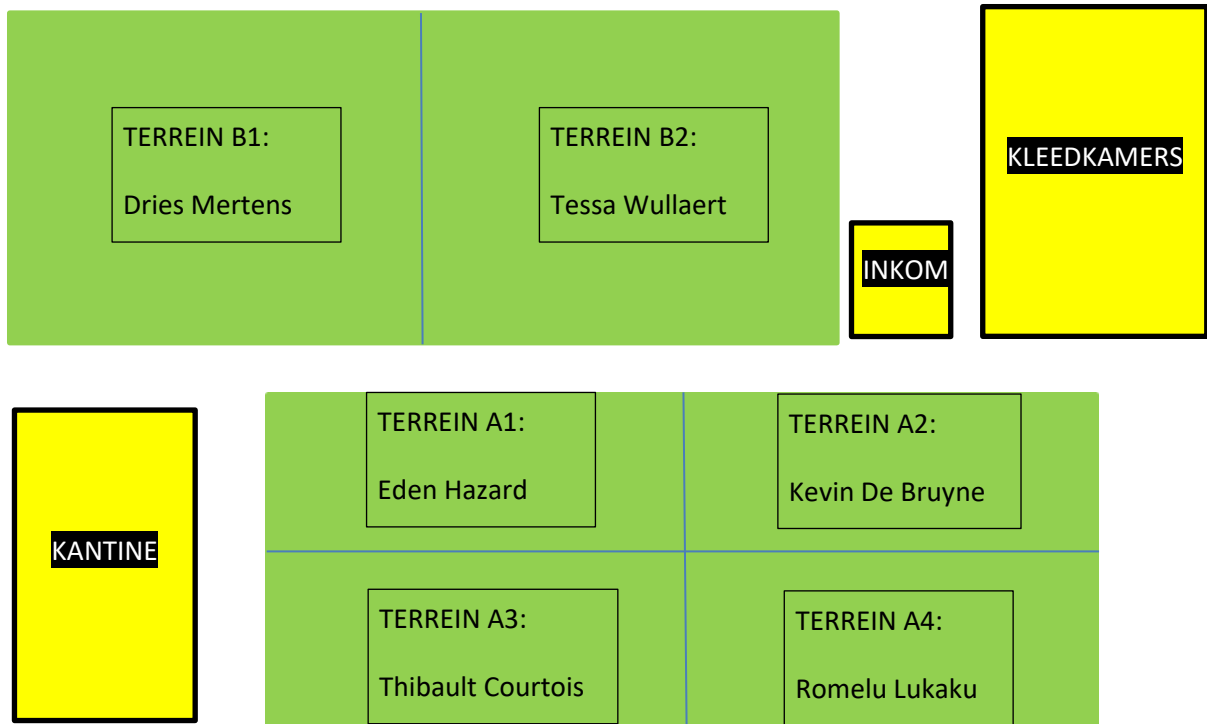 TERREIN B1:
Dries Mertens
TERREIN B2:
Tessa Wullaert
KLEEDKAMERS
INKOM
KANTINE
TERREIN A1:
Eden Hazard
TERREIN A2:
Kevin De Bruyne
TERREIN A3:
Thibault Courtois
TERREIN A4:
Romelu Lukaku